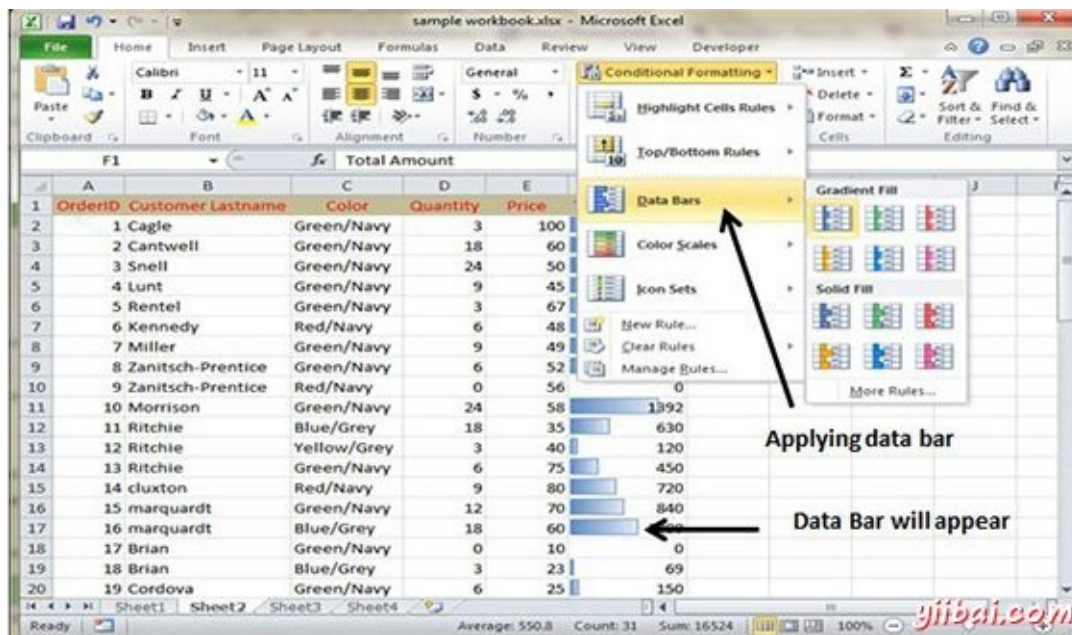 sample workbook.xlsx - Microsoft Excel
File Home Insert Page Layout Formulas Data Review View Developer
Calibri 11 General Conditional Formatting Insert Σ
Paste B I U A A $ % , Delete Sort & Filter Find & Select
Format
Clipboard Font Alignment Number Cells Editing
F1 fx Total Amount
A B C D E J
1 OrderID Customer Lastname Color Quantity Price
2 1 Cagle Green/Navy 3 100
3 2 Cantwell Green/Navy 18 60
4 3 Snell Green/Navy 24 50
5 4 Lunt Green/Navy 9 45
6 5 Rentel Green/Navy 3 67
7 6 Kennedy Red/Navy 6 48
8 7 Miller Green/Navy 9 49
9 8 Zanitsch-Prentice Green/Navy 6 52
10 9 Zanitsch-Prentice Red/Navy 0 56 0
11 10 Morrison Green/Navy 24 58 1392
12 11 Ritchie Blue/Grey 18 35 630
13 12 Ritchie Yellow/Grey 3 40 120
14 13 Ritchie Green/Navy 6 75 450
15 14 cluxton Red/Navy 9 80 720
16 15 marquardt Green/Navy 12 70 840
17 16 marquardt Blue/Grey 18 60
18 17 Brian Green/Navy 0 10 0
19 18 Brian Blue/Grey 3 23 69
20 19 Cordova Green/Navy 6 25 150
Highlight Cells Rules
Top/Bottom Rules
Data Bars
Color Scales
Icon Sets
New Rule...
Clear Rules
Manage Rules...
Gradient Fill
Solid Fill
More Rules...
Applying data bar
Data Bar will appear
Sheet1 Sheet2 Sheet3 Sheet4
Ready Average: 550.8 Count: 31 Sum: 16524 100%
yiibai.com